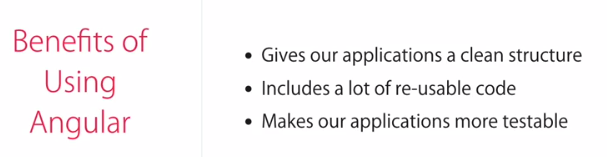 Benefits of
Using
Angular
• Gives our applications a clean structure
• Includes a lot of re-usable code
• Makes our applications more testable